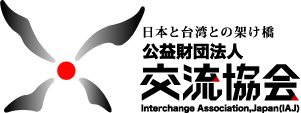 日本と台湾との架け橋
公益財団法人
交流協会
Interchange Association,Japan(IAJ)